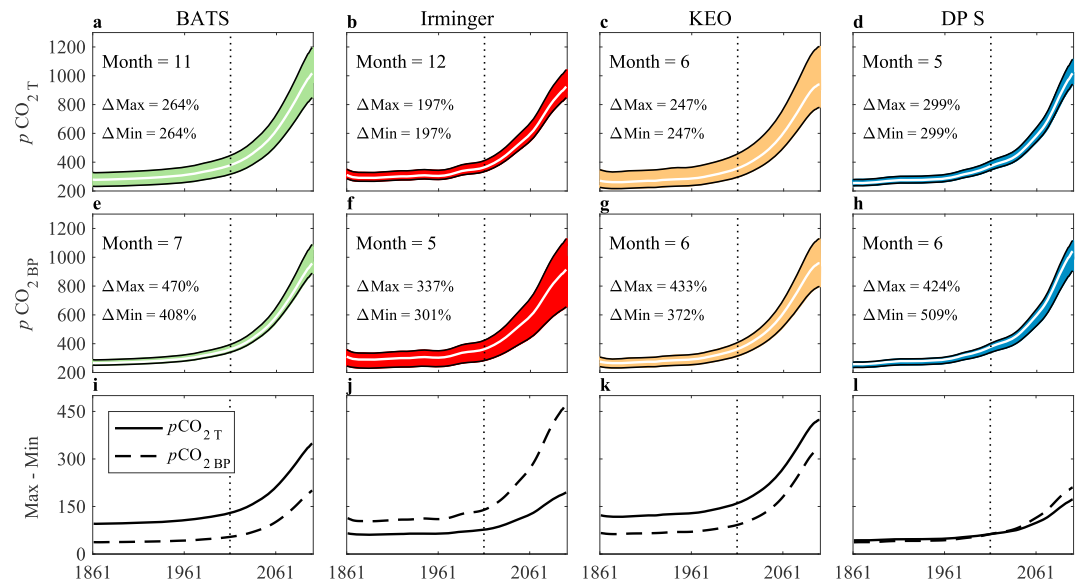 BATS Irminger KEO DP S
a b c d
p CO2 T
1200
1000
800
600
400
200
Month = 11
ΔMax = 264%
ΔMin = 264%
Month = 12
ΔMax = 197%
ΔMin = 197%
Month = 6
ΔMax = 247%
ΔMin = 247%
Month = 5
ΔMax = 299%
ΔMin = 299%
e f g h
p CO2 BP
1200
1000
800
600
400
200
Month = 7
ΔMax = 470%
ΔMin = 408%
Month = 5
ΔMax = 337%
ΔMin = 301%
Month = 6
ΔMax = 433%
ΔMin = 372%
Month = 6
ΔMax = 424%
ΔMin = 509%
i j k l
Max - Min
450
300
150
0
pCO2 T
pCO2 BP
1861 1961 2061 1861 1961 2061 1861 1961 2061 1861 1961 2061